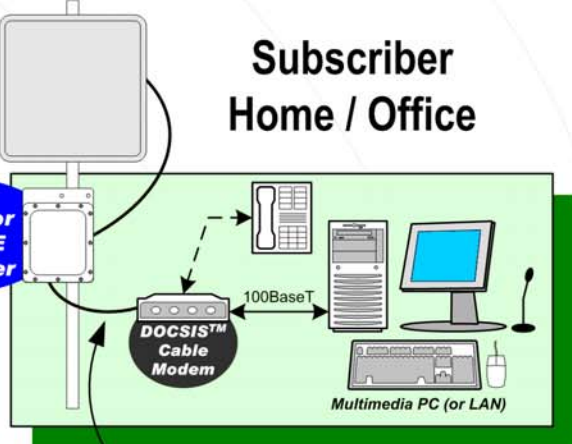 Subscriber
Home / Office
100BaseT
DOCSIS™
Cable
Modem
Multimedia PC (or LAN)